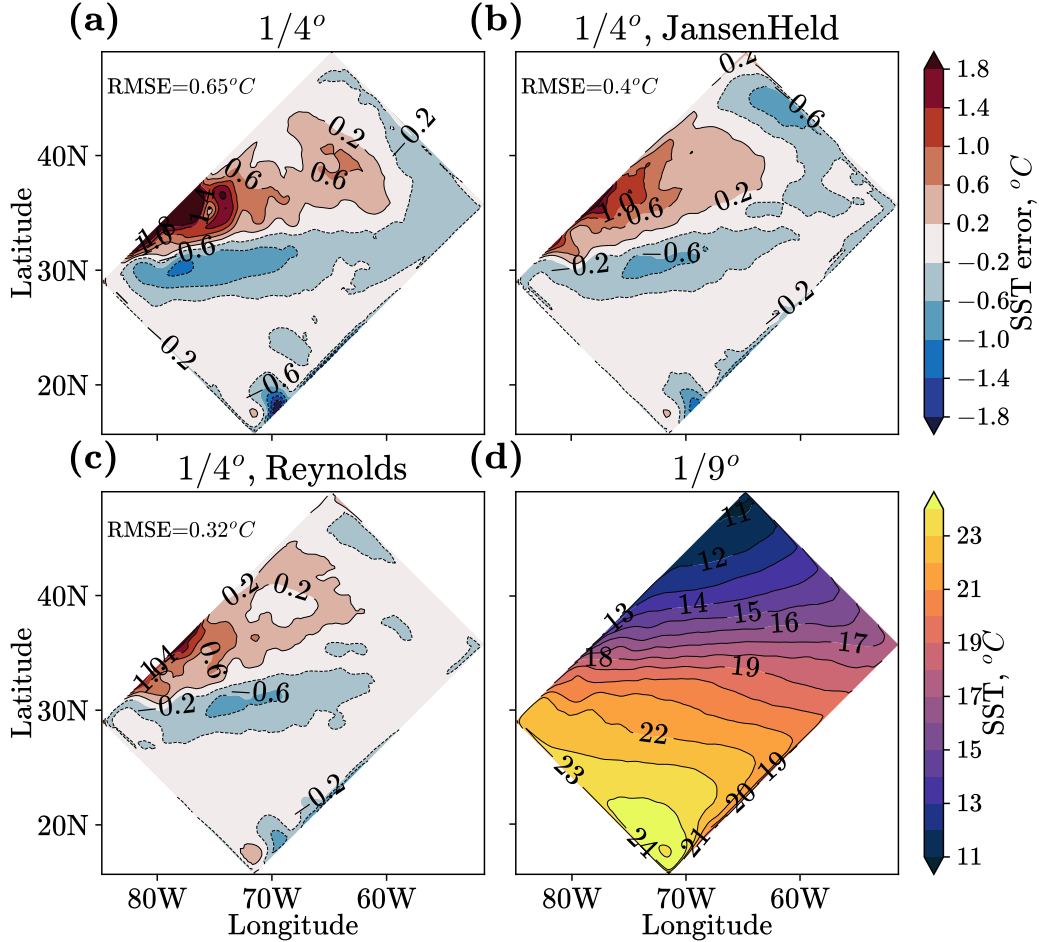 (a) 1/4° (b) 1/4°, JansenHeld
RMSE=0.65°C
0.2
0.6
0.6
−0.2
1.4
1.8
−0.6
−0.2
−0.6
Latitude
40N
30N
20N
RMSE=0.4°C
−0.2
−0.6
1.0
0.6
0.2
−0.2
−0.6
−0.2
1.8
1.4
1.0
0.6
0.2
−0.2
−0.6
−1.0
−1.4
−1.8
SST error, °C
(c) 1/4°, Reynolds (d) 1/9°
RMSE=0.32°C
0.2
0.2
1.4
0.6
−0.2
−0.6
−0.2
Latitude
40N
30N
20N
80W 70W 60W
Longitude
11
12
13
14
15
16
17
18
19
22
23
19
20
21
24
80W 70W 60W
Longitude
23
21
19
17
15
13
11
SST, °C